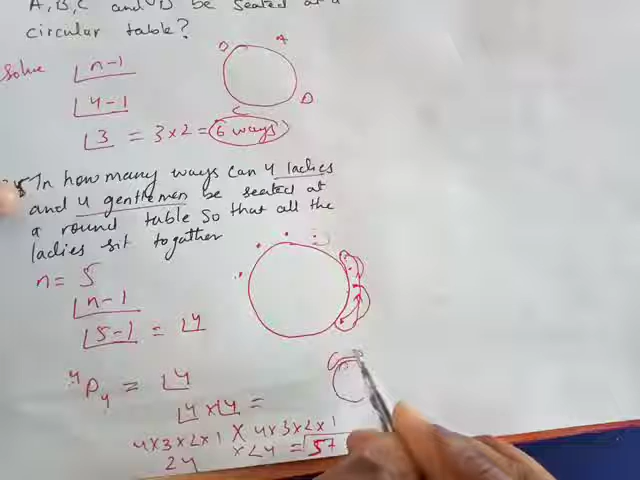 A, B, C and D be seated at a
circular table?
Solve
⌊n-1
⌊4-1
⌊3 = 3×2 = 6 ways
D A
C D
In how many ways can 4 ladies
and 4 gentlemen be seated at
a round table so that all the
ladies sit together
n = 5
⌊n-1
⌊5-1 = ⌊4
⁴P₄ = ⌊4
⌊4 × ⌊4 =
4×3×2×1 × 4×3×2×1
24 × 24 = 57